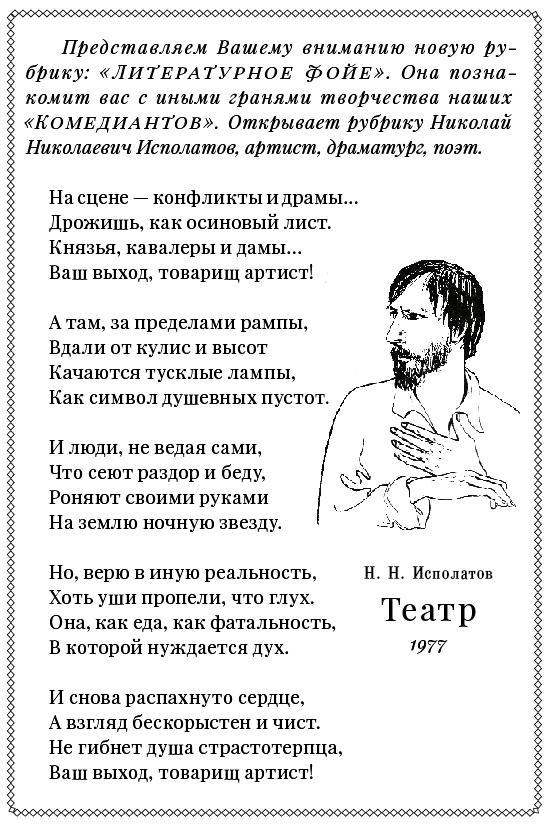 Представляем Вашему вниманию новую ру-
брику: «ЛИТЕРАТУРНОЕ ФОЙЕ». Она позна-
комит вас с иными гранями творчества наших
«КОМЕДИАНТОВ». Открывает рубрику Николай
Николаевич Исполатов, артист, драматург, поэт.
На сцене — конфликты и драмы...
Дрожишь, как осиновый лист.
Князья, кавалеры и дамы...
Ваш выход, товарищ артист!
А там, за пределами рампы,
Вдали от кулис и высот
Качаются тусклые лампы,
Как символ душевных пустот.
И люди, не ведая сами,
Что сеют раздор и беду,
Роняют своими руками
На землю ночную звезду.
Но, верю в иную реальность,
Хоть уши пропели, что глух.
Она, как еда, как фатальность,
В которой нуждается дух.
И снова распахнуто сердце,
А взгляд бескорыстен и чист.
Не гибнет душа страстотерпца,
Ваш выход, товарищ артист!
Н. Н. Исполатов
Театр
1977